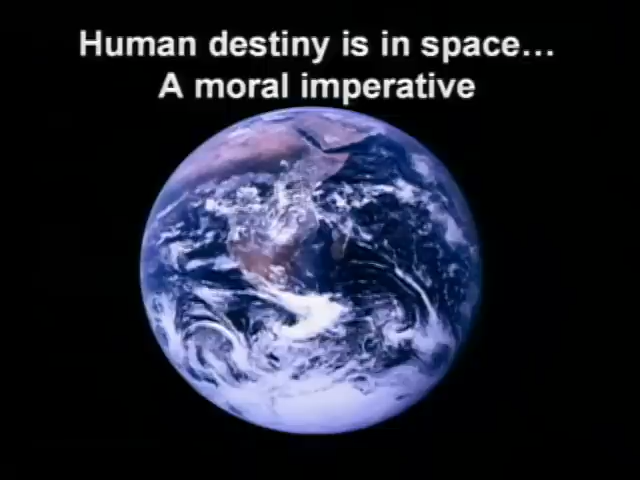 Human destiny is in space…
A moral imperative